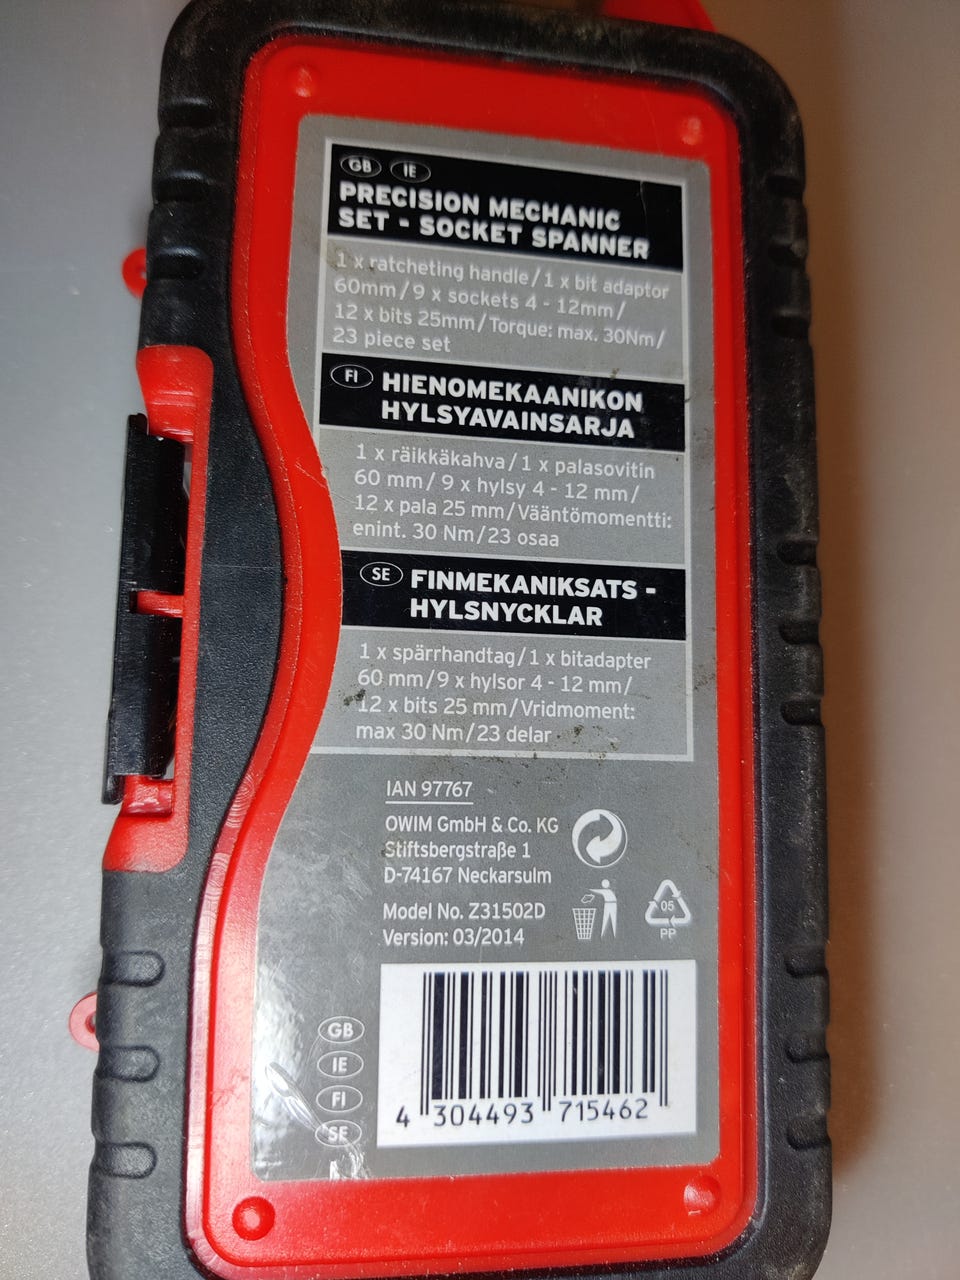 GB IE
PRECISION MECHANIC
SET - SOCKET SPANNER
1 x ratcheting handle/1 x bit adaptor
60mm/9 x sockets 4 - 12mm/
12 x bits 25mm/Torque: max. 30Nm/
23 piece set
FI HIENOMEKAANIKON
HYLSYAVAINSARJA
1 x räikkäkahva/1 x palasovitin
60 mm/ 9 x hylsy 4 - 12 mm/
12 x pala 25 mm/Vääntömomentti:
enint. 30 Nm/23 osaa
SE FINMEKANIKSATS -
HYLSNYCKLAR
1 x spärrhandtag/1 x bitadapter
60 mm/9 x hylsor 4 - 12 mm/
12 x bits 25 mm/Vridmoment:
max 30 Nm/23 delar
IAN 97767
OWIM GmbH & Co. KG
Stiftsbergstraße 1
D-74167 Neckarsulm
Model No. Z31502D
Version: 03/2014
05
PP
GB
IE
FI
SE
4 304493 715462